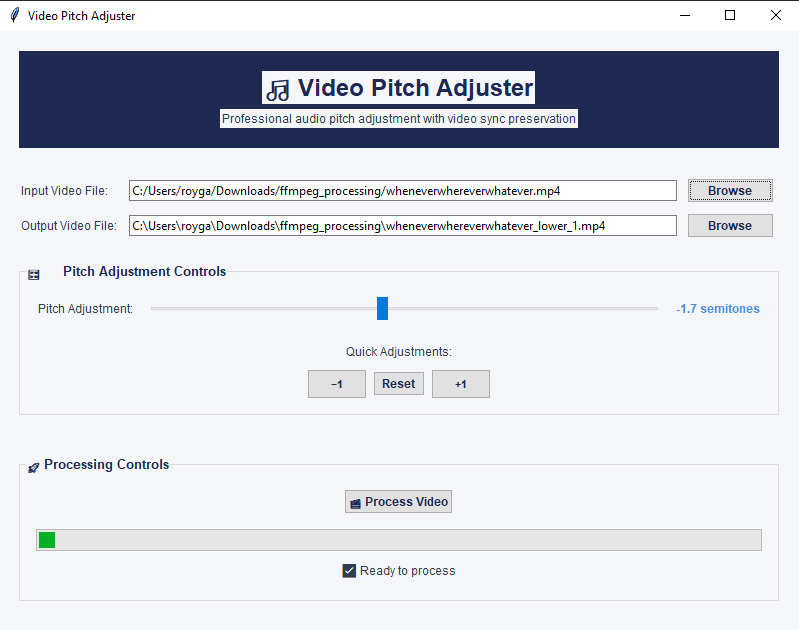 Video Pitch Adjuster
Video Pitch Adjuster
Professional audio pitch adjustment with video sync preservation
Input Video File: C:/Users/royga/Downloads/ffmpeg_processing/wheneverwhereverwhatever.mp4 Browse
Output Video File: C:\Users\royga\Downloads\ffmpeg_processing\wheneverwhereverwhatever_lower_1.mp4 Browse
Pitch Adjustment Controls
Pitch Adjustment: -1.7 semitones
Quick Adjustments:
−1 Reset +1
Processing Controls
Process Video
Ready to process